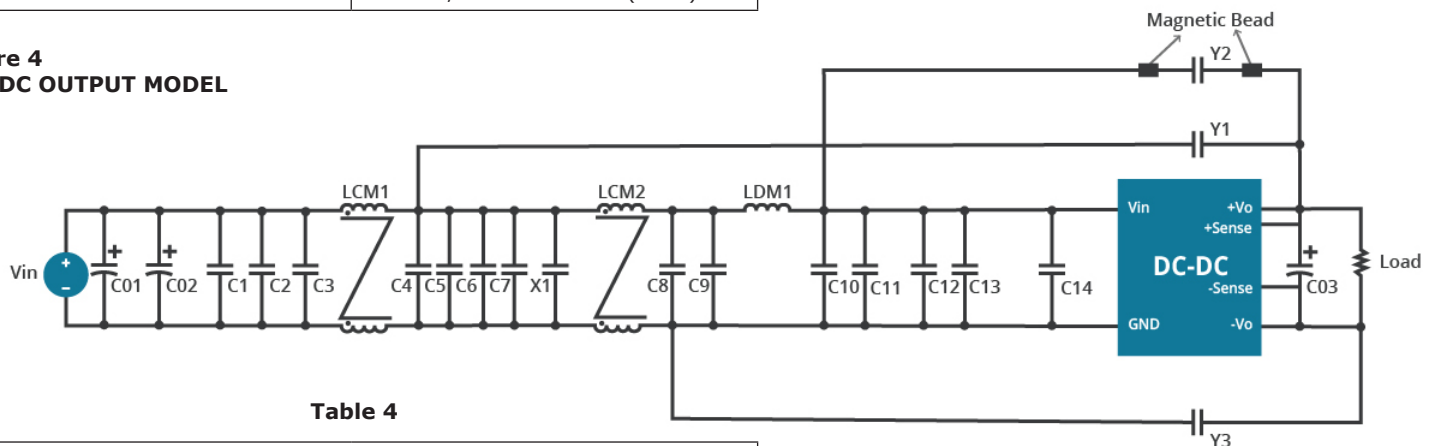 Magnetic Bead
Y2
re 4
DC OUTPUT MODEL
Y1
LCM1
LCM2
LDM1
Vin
+Vo
+Sense
Vin
+
-
+
C01
+
C02
C1
C2
C3
C4
C5
C6
C7
X1
C8
C9
C10
C11
C12
C13
C14
DC-DC
-Sense
+
C03
Load
GND
-Vo
Table 4
Y3